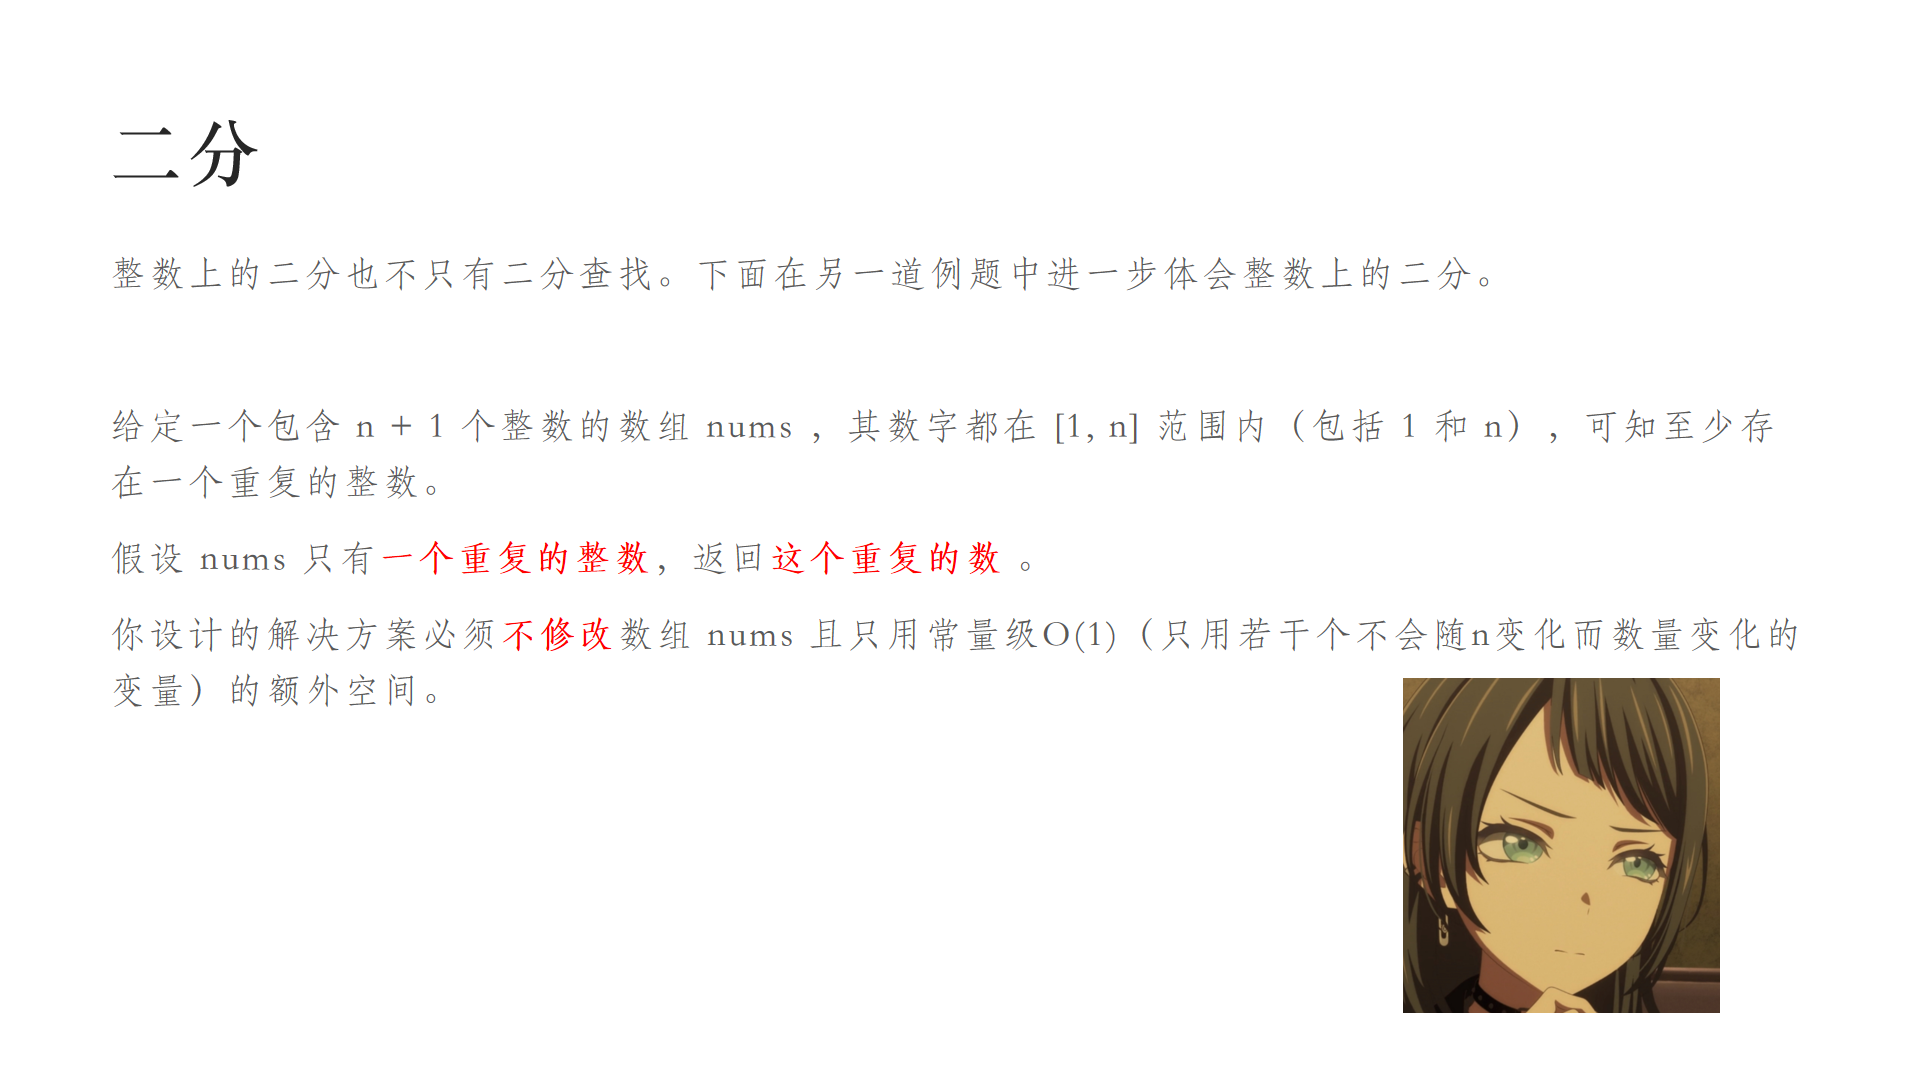 二分
整数上的二分也不只有二分查找。下面在另一道例题中进一步体会整数上的二分。
给定一个包含 n + 1 个整数的数组 nums ，其数字都在 [1, n] 范围内（包括 1 和 n），可知至少存
在一个重复的整数。
假设 nums 只有一个重复的整数，返回这个重复的数 。
你设计的解决方案必须不修改数组 nums 且只用常量级O(1)（只用若干个不会随n变化而数量变化的
变量）的额外空间。